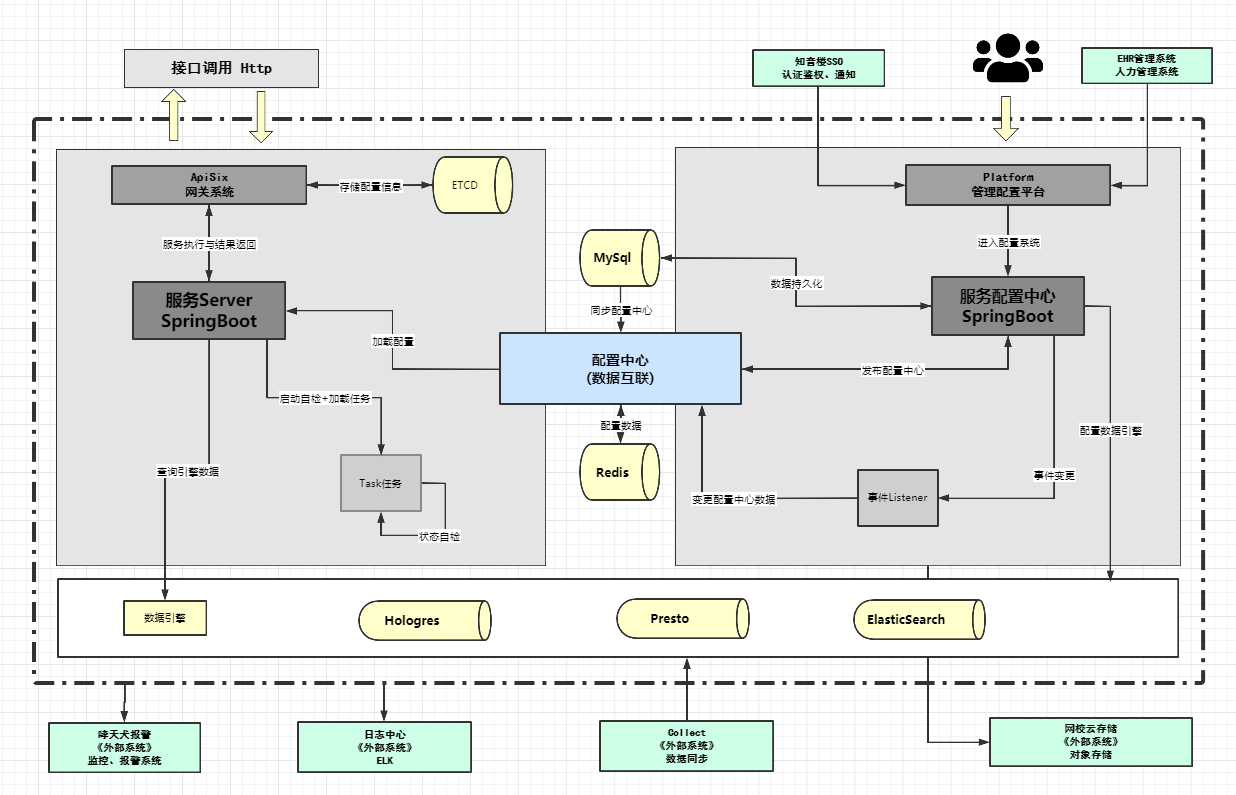 接口调用 Http
知音楼SSO
认证鉴权、通知
EHR管理系统
人力管理系统
ApiSix
网关系统
存储配置信息
ETCD
Platform
管理配置平台
服务执行与结果返回
进入配置系统
MySql
数据持久化
服务Server
SpringBoot
服务配置中心
SpringBoot
同步配置中心
加载配置
配置中心
(数据互联)
发布配置中心
启动自检+加载任务
配置数据
配置数据引擎
查询引擎数据
Task任务
Redis
事件变更
变更配置中心数据
事件Listener
状态自检
数据引擎
Hologres
Presto
ElasticSearch
哮天犬报警
《外部系统》
监控、报警系统
日志中心
《外部系统》
ELK
Collect
《外部系统》
数据同步
网校云存储
《外部系统》
对象存储